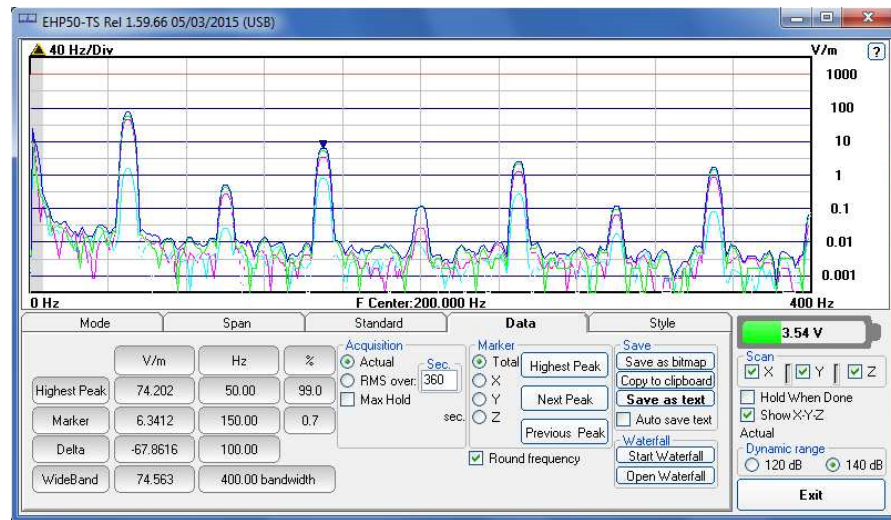 EHP50-TS Rel 1.59.66 05/03/2015 (USB)
40 Hz/Div
V/m
?
1000
100
10
1
0.1
0.01
0.001
0 Hz
F Center:200.000 Hz
400 Hz
Mode
Span
Standard
Data
Style
V/m
Hz
%
Highest Peak
74.202
50.00
99.0
Marker
6.3412
150.00
0.7
Delta
-67.8616
100.00
WideBand
74.563
400.00 bandwidth
Acquisition
Actual
RMS over:
Max Hold
Sec.
360
sec.
Marker
Total
X
Y
Z
Highest Peak
Next Peak
Previous Peak
Round frequency
Save
Save as bitmap
Copy to clipboard
Save as text
Auto save text
Waterfall
Start Waterfall
Open Waterfall
3.54 V
Scan
X
Y
Z
Hold When Done
Show X-Y-Z
Actual
Dynamic range
120 dB
140 dB
Exit